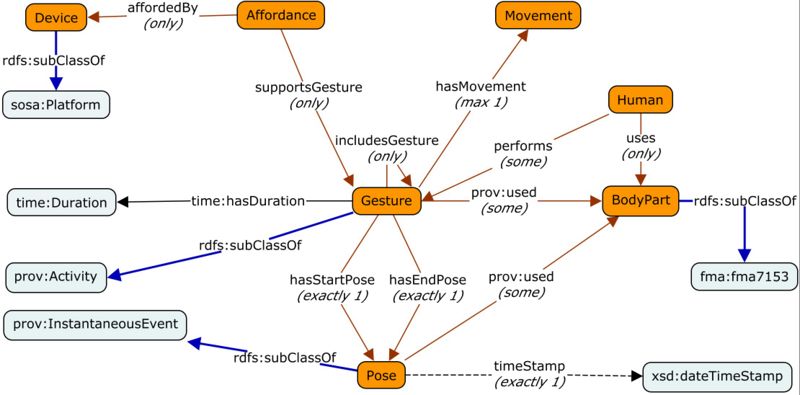 Device
affordedBy
(only)
Affordance
Movement
rdfs:subClassOf
sosa:Platform
supportsGesture
(only)
hasMovement
(max 1)
Human
includesGesture
(only)
performs
(some)
uses
(only)
time:Duration
time:hasDuration
Gesture
prov:used
(some)
BodyPart
rdfs:subClassOf
rdfs:subClassOf
prov:Activity
hasStartPose
(exactly 1)
hasEndPose
(exactly 1)
prov:used
(some)
fma:fma7153
prov:InstantaneousEvent
rdfs:subClassOf
Pose
timeStamp
(exactly 1)
xsd:dateTimeStamp